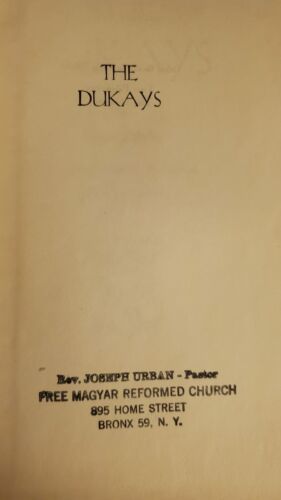 THE
DUKAYS
Rev. JOSEPH URBAN - Pastor
FREE MAGYAR REFORMED CHURCH
895 HOME STREET
BRONX 59, N. Y.